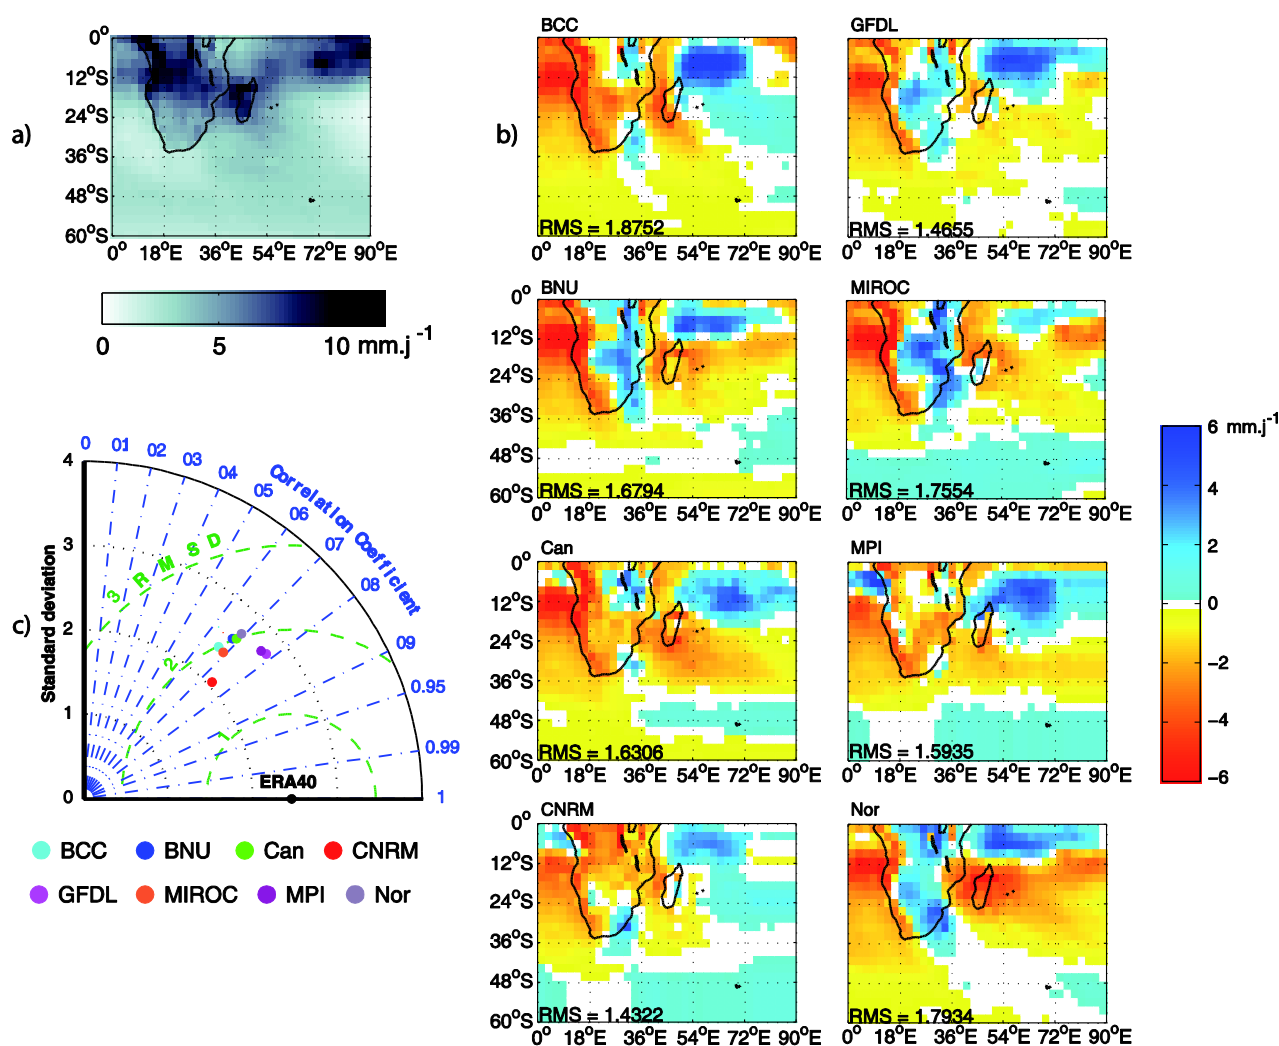 a)
0°
12°S
24°S
36°S
48°S
60°S
0° 18°E 36°E 54°E 72°E 90°E
0 5 10 mm.j -1
b)
BCC
RMS = 1.8752
0° 18°E 36°E 54°E 72°E 90°E
GFDL
RMS = 1.4655
0° 18°E 36°E 54°E 72°E 90°E
BNU
0°
12°S
24°S
36°S
48°S
60°S
RMS = 1.6794
0° 18°E 36°E 54°E 72°E 90°E
MIROC
RMS = 1.7554
0° 18°E 36°E 54°E 72°E 90°E
Can
0°
12°S
24°S
36°S
48°S
60°S
RMS = 1.6306
0° 18°E 36°E 54°E 72°E 90°E
MPI
RMS = 1.5935
0° 18°E 36°E 54°E 72°E 90°E
CNRM
0°
12°S
24°S
36°S
48°S
60°S
RMS = 1.4322
0° 18°E 36°E 54°E 72°E 90°E
Nor
RMS = 1.7934
0° 18°E 36°E 54°E 72°E 90°E
6 mm.j-1
4
2
0
−2
−4
−6
c)
Standard deviation
4
3
2
1
0
0 01 02 03 04 05 06 07 08 09 0.95 0.99 1
Correlation Coefficient
R M S D
3
2
1
ERA40
BCC BNU Can CNRM
GFDL MIROC MPI Nor